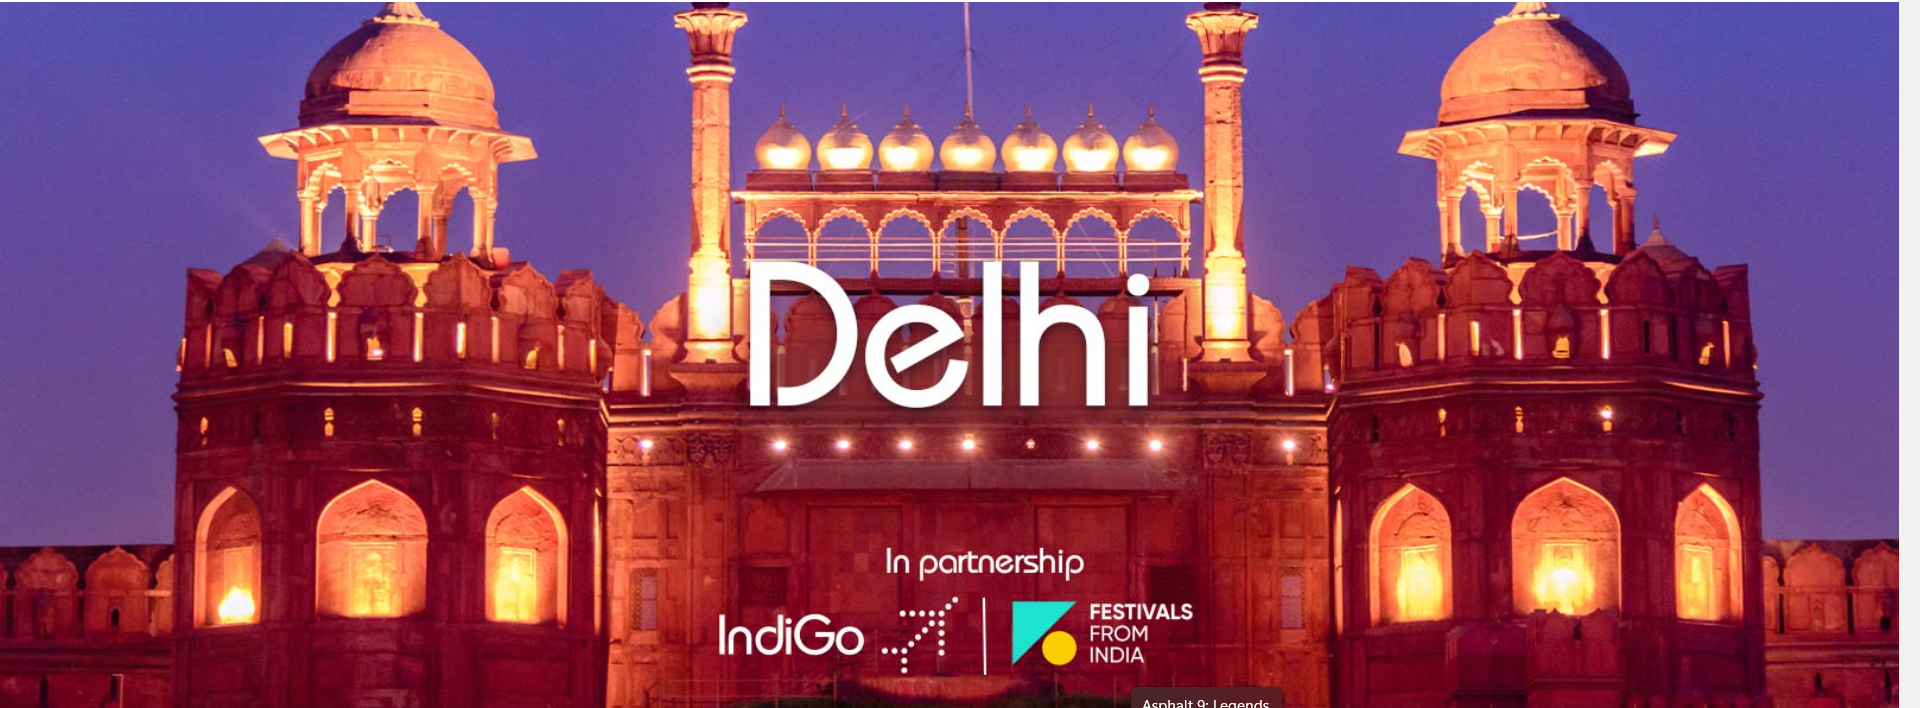 Delhi
In partnership
IndiGo
FESTIVALS
FROM
INDIA
Asphalt 9: Legends